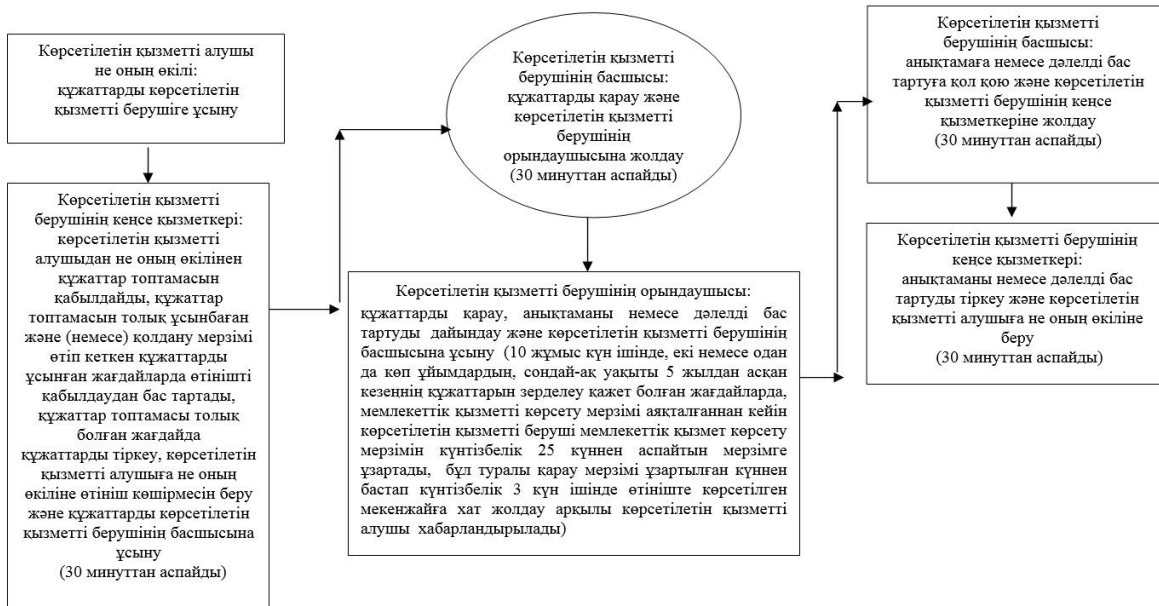 Көрсетілетін қызметті алушы
не оның өкілі:
құжаттарды көрсетілетін
қызметті берушіге ұсыну
Көрсетілетін қызметті
берушінің кеңсе қызметкері:
көрсетілетін қызметті
алушыдан не оның өкілінен
құжаттар топтамасын
қабылдайды, құжаттар
топтамасын толық ұсынбаған
және (немесе) қолдану мерзімі
өтіп кеткен құжаттарды
ұсынған жағдайларда өтінішті
қабылдаудан бас тартады,
құжаттар топтамасы толық
болған жағдайда
құжаттарды тіркеу, көрсетілетін
қызметті алушыға не оның
өкіліне өтініш көшірмесін беру
және құжаттарды көрсетілетін
қызметті берушінің басшысына
ұсыну
(30 минуттан аспайды)
Көрсетілетін қызметті
берушінің басшысы:
құжаттарды қарау және
көрсетілетін қызметті
берушінің
орындаушысына жолдау
(30 минуттан аспайды)
Көрсетілетін қызметті берушінің орындаушысы:
құжаттарды қарау, анықтаманы немесе дәлелді бас
тартуды дайындау және көрсетілетін қызметті берушінің
басшысына ұсыну (10 жұмыс күн ішінде, екі немесе одан
да көп ұйымдардың, сондай-ақ уақыты 5 жылдан асқан
кезеңнің құжаттарын зерделеу қажет болған жағдайларда,
мемлекеттік қызметті көрсету мерзімі аяқталғаннан кейін
көрсетілетін қызметті беруші мемлекеттік қызмет көрсету
мерзімін күнтізбелік 25 күннен аспайтын мерзімге
ұзартады, бұл туралы қарау мерзімі ұзартылған күннен
бастап күнтізбелік 3 күн ішінде өтініште көрсетілген
мекенжайға хат жолдау арқылы көрсетілетін қызметті
алушы хабарландырылады)
Көрсетілетін қызметті
берушінің басшысы:
анықтамаға немесе дәлелді бас
тартуға қол қою және көрсетілетін
қызметті берушінің кеңсе
қызметкеріне жолдау
(30 минуттан аспайды)
Көрсетілетін қызметті берушінің
кеңсе қызметкері:
анықтаманы немесе дәлелді бас
тартуды тіркеу және көрсетілетін
қызметті алушыға не оның өкіліне
беру
(30 минуттан аспайды)